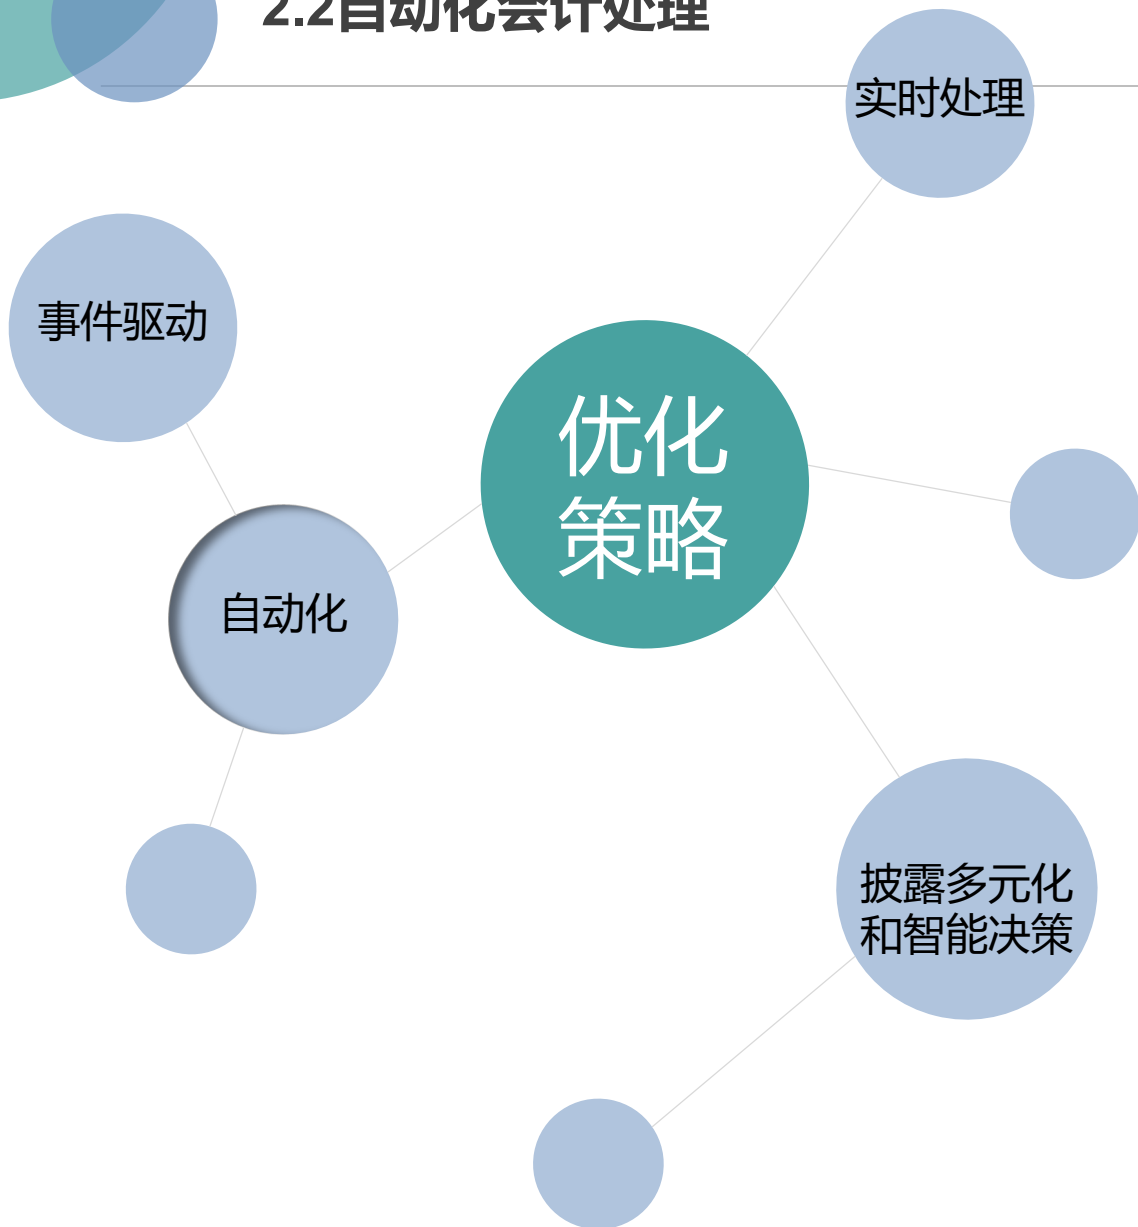 2.2自动化会计处理
实时处理
事件驱动
优化
策略
自动化
披露多元化
和智能决策